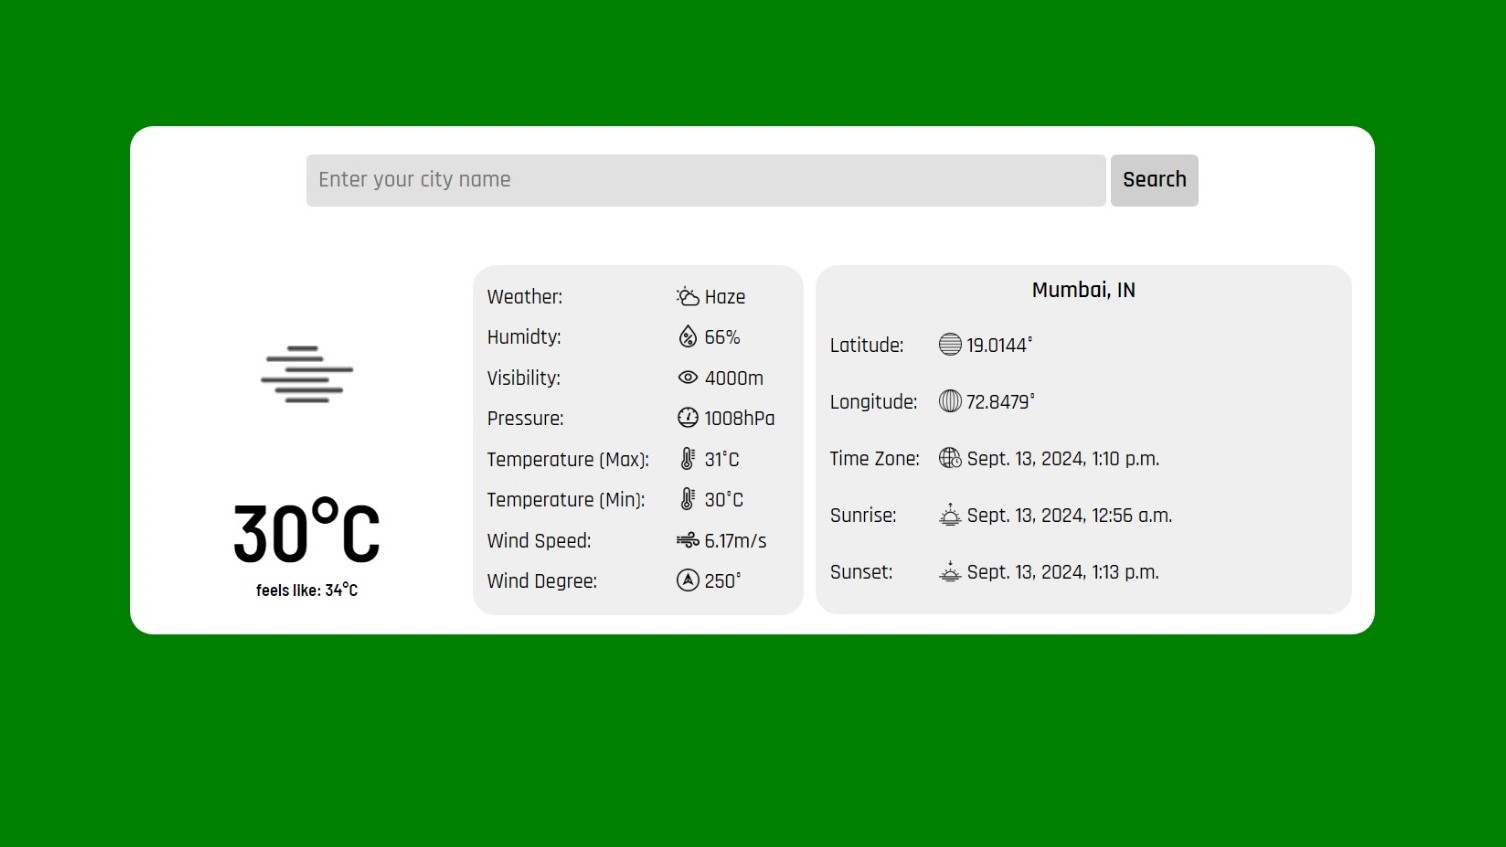 Enter your city name
Search
30°C
feels like: 34°C
Weather: Haze
Humidty: 66%
Visibility: 4000m
Pressure: 1008hPa
Temperature (Max): 31°C
Temperature (Min): 30°C
Wind Speed: 6.17m/s
Wind Degree: 250°
Mumbai, IN
Latitude: 19.0144°
Longitude: 72.8479°
Time Zone: Sept. 13, 2024, 1:10 p.m.
Sunrise: Sept. 13, 2024, 12:56 a.m.
Sunset: Sept. 13, 2024, 1:13 p.m.